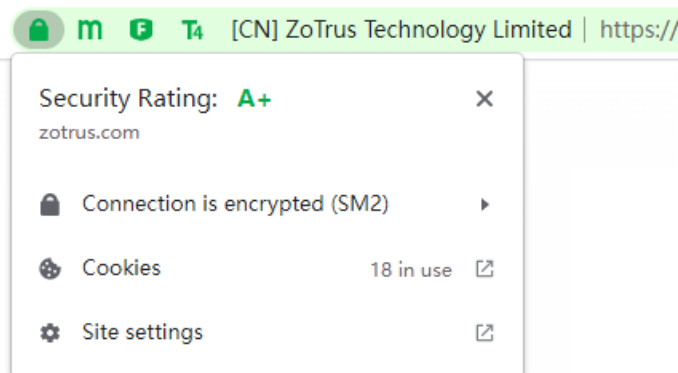 m F T4 [CN] ZoTrus Technology Limited | https://
Security Rating: A+
zotrus.com
Connection is encrypted (SM2)
Cookies 18 in use
Site settings